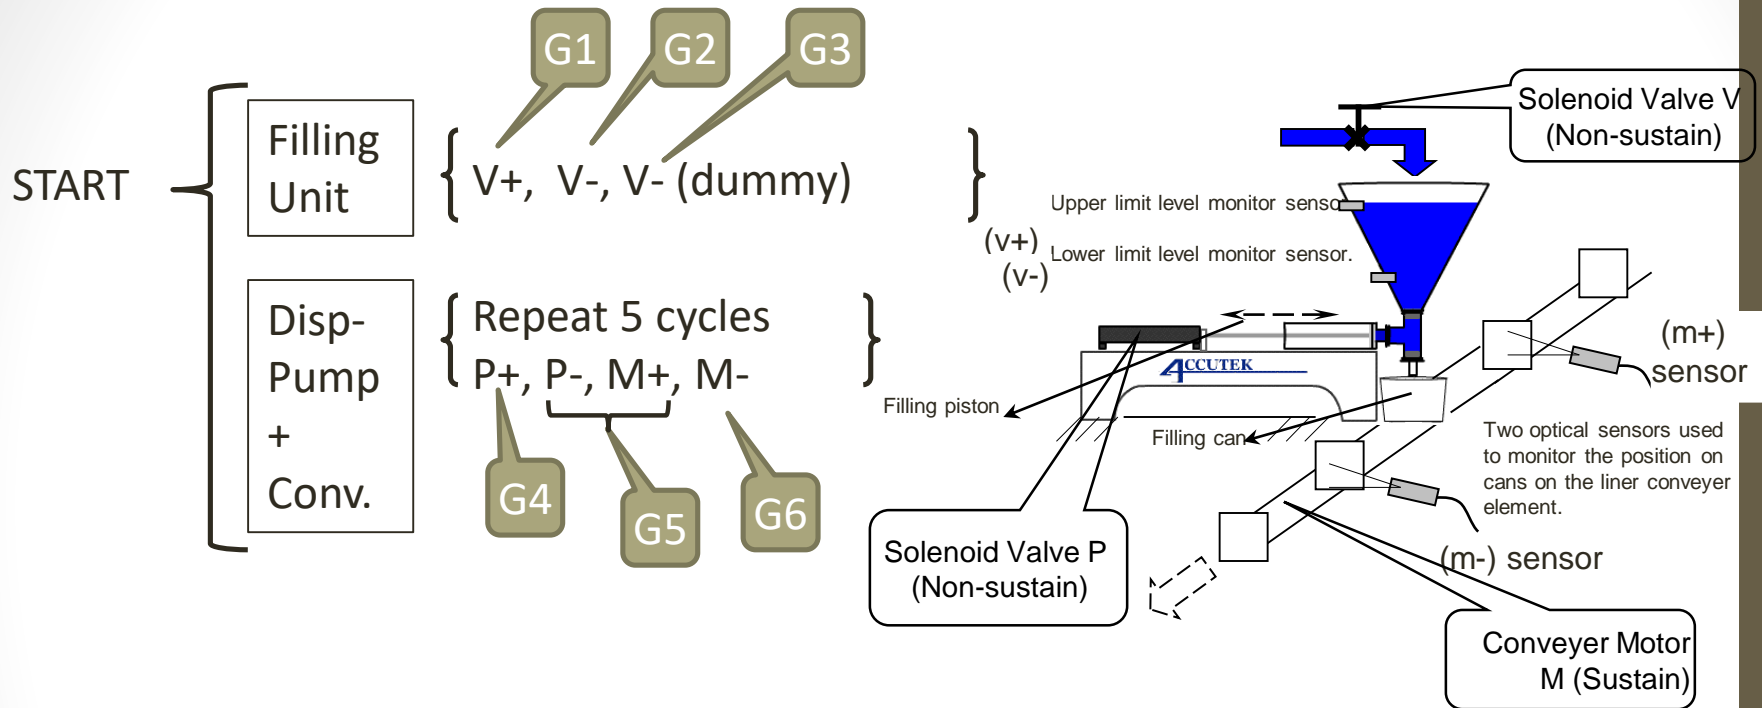 G1
G2
G3
START
Filling
Unit
V+, V-, V- (dummy)
Disp-
Pump
+
Conv.
Repeat 5 cycles
P+, P-, M+, M-
G4
G5
G6
Solenoid Valve V
(Non-sustain)
Upper limit level monitor senso
(v+)
Lower limit level monitor sensor.
(v-)
ACCUTEK
Filling piston
Filling can
(m+)
sensor
Two optical sensors used
to monitor the position on
cans on the liner conveyer
element.
(m-) sensor
Solenoid Valve P
(Non-sustain)
Conveyer Motor
M (Sustain)